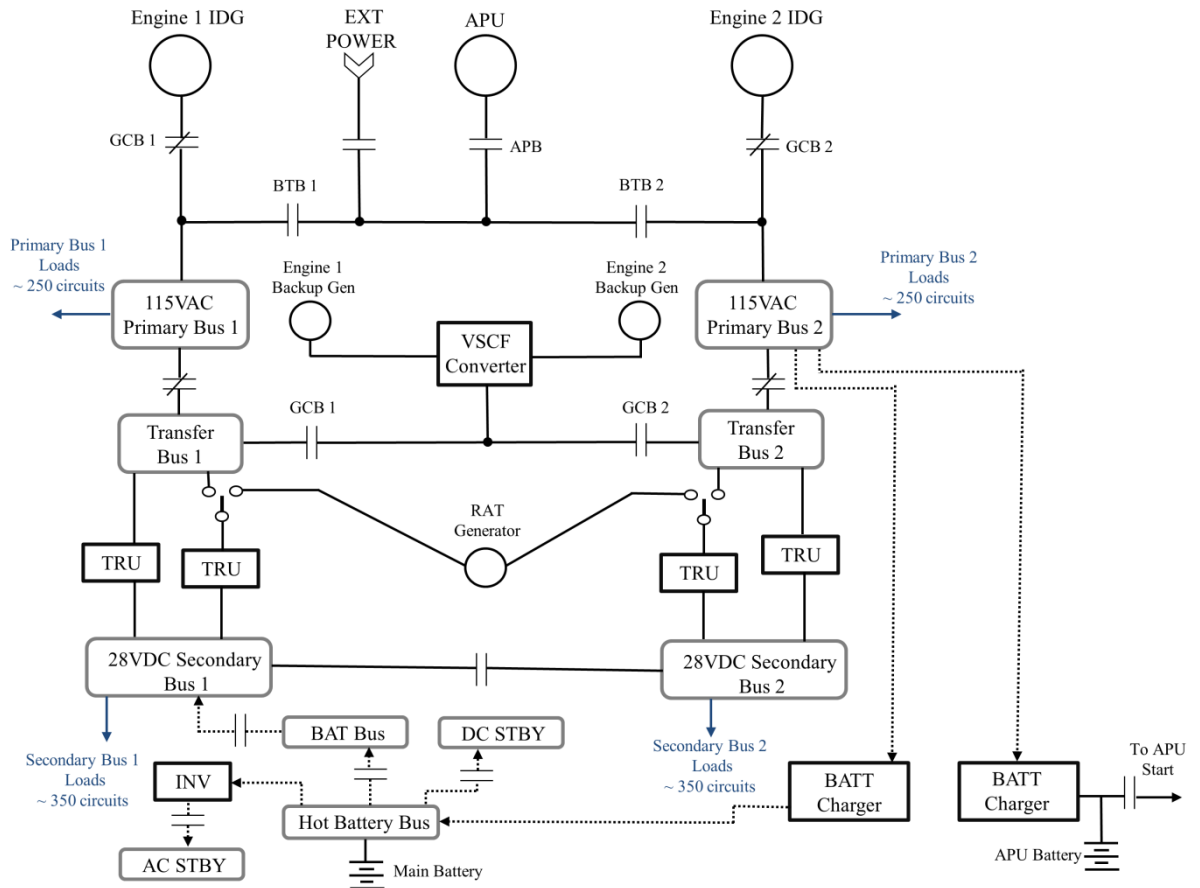 Engine 1 IDG
EXT
POWER
APU
Engine 2 IDG
GCB 1
APB
GCB 2
BTB 1
BTB 2
Primary Bus 1
Loads
~ 250 circuits
115VAC
Primary Bus 1
Engine 1
Backup Gen
VSCF
Converter
Engine 2
Backup Gen
115VAC
Primary Bus 2
Primary Bus 2
Loads
~ 250 circuits
Transfer
Bus 1
GCB 1
GCB 2
Transfer
Bus 2
RAT
Generator
TRU
TRU
TRU
TRU
28VDC Secondary
Bus 1
28VDC Secondary
Bus 2
Secondary Bus 1
Loads
~ 350 circuits
BAT Bus
DC STBY
Secondary Bus 2
Loads
~ 350 circuits
INV
Hot Battery Bus
AC STBY
Main Battery
BATT
Charger
BATT
Charger
To APU
Start
APU Battery